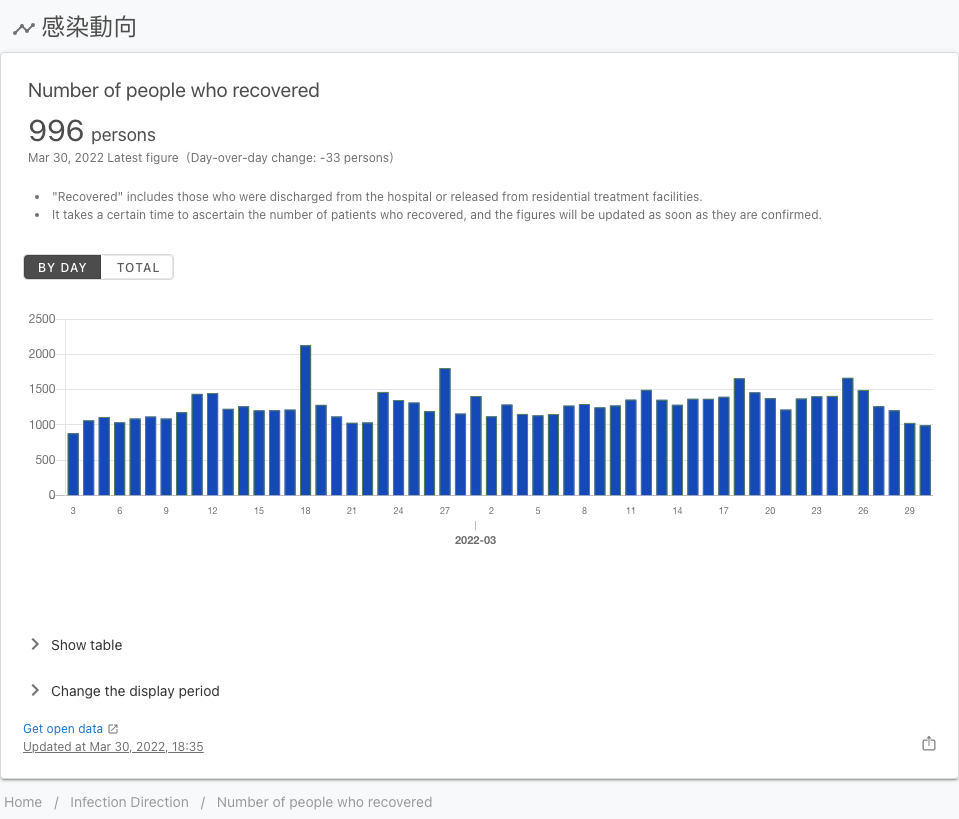 感染動向
Number of people who recovered
996 persons
Mar 30, 2022 Latest figure (Day-over-day change: -33 persons)
• "Recovered" includes those who were discharged from the hospital or released from residential treatment facilities.
• It takes a certain time to ascertain the number of patients who recovered, and the figures will be updated as soon as they are confirmed.
BY DAY TOTAL
2500
2000
1500
1000
500
0
3 6 9 12 15 18 21 24 27 2 5 8 11 14 17 20 23 26 29
2022-03
Show table
Change the display period
Get open data
Updated at Mar 30, 2022, 18:35
Home / Infection Direction / Number of people who recovered